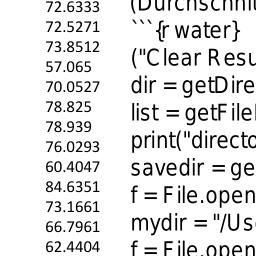 72.6333
72.5271
73.8512
57.065
70.0527
78.825
78.939
76.0293
60.4047
84.6351
73.1661
66.7961
62.4404
(Durchschnit
```{r water}
("Clear Resu
dir = getDire
list = getFileL
print("directo
savedir = ge
f = File.open
mydir = "/Use
f = File.open